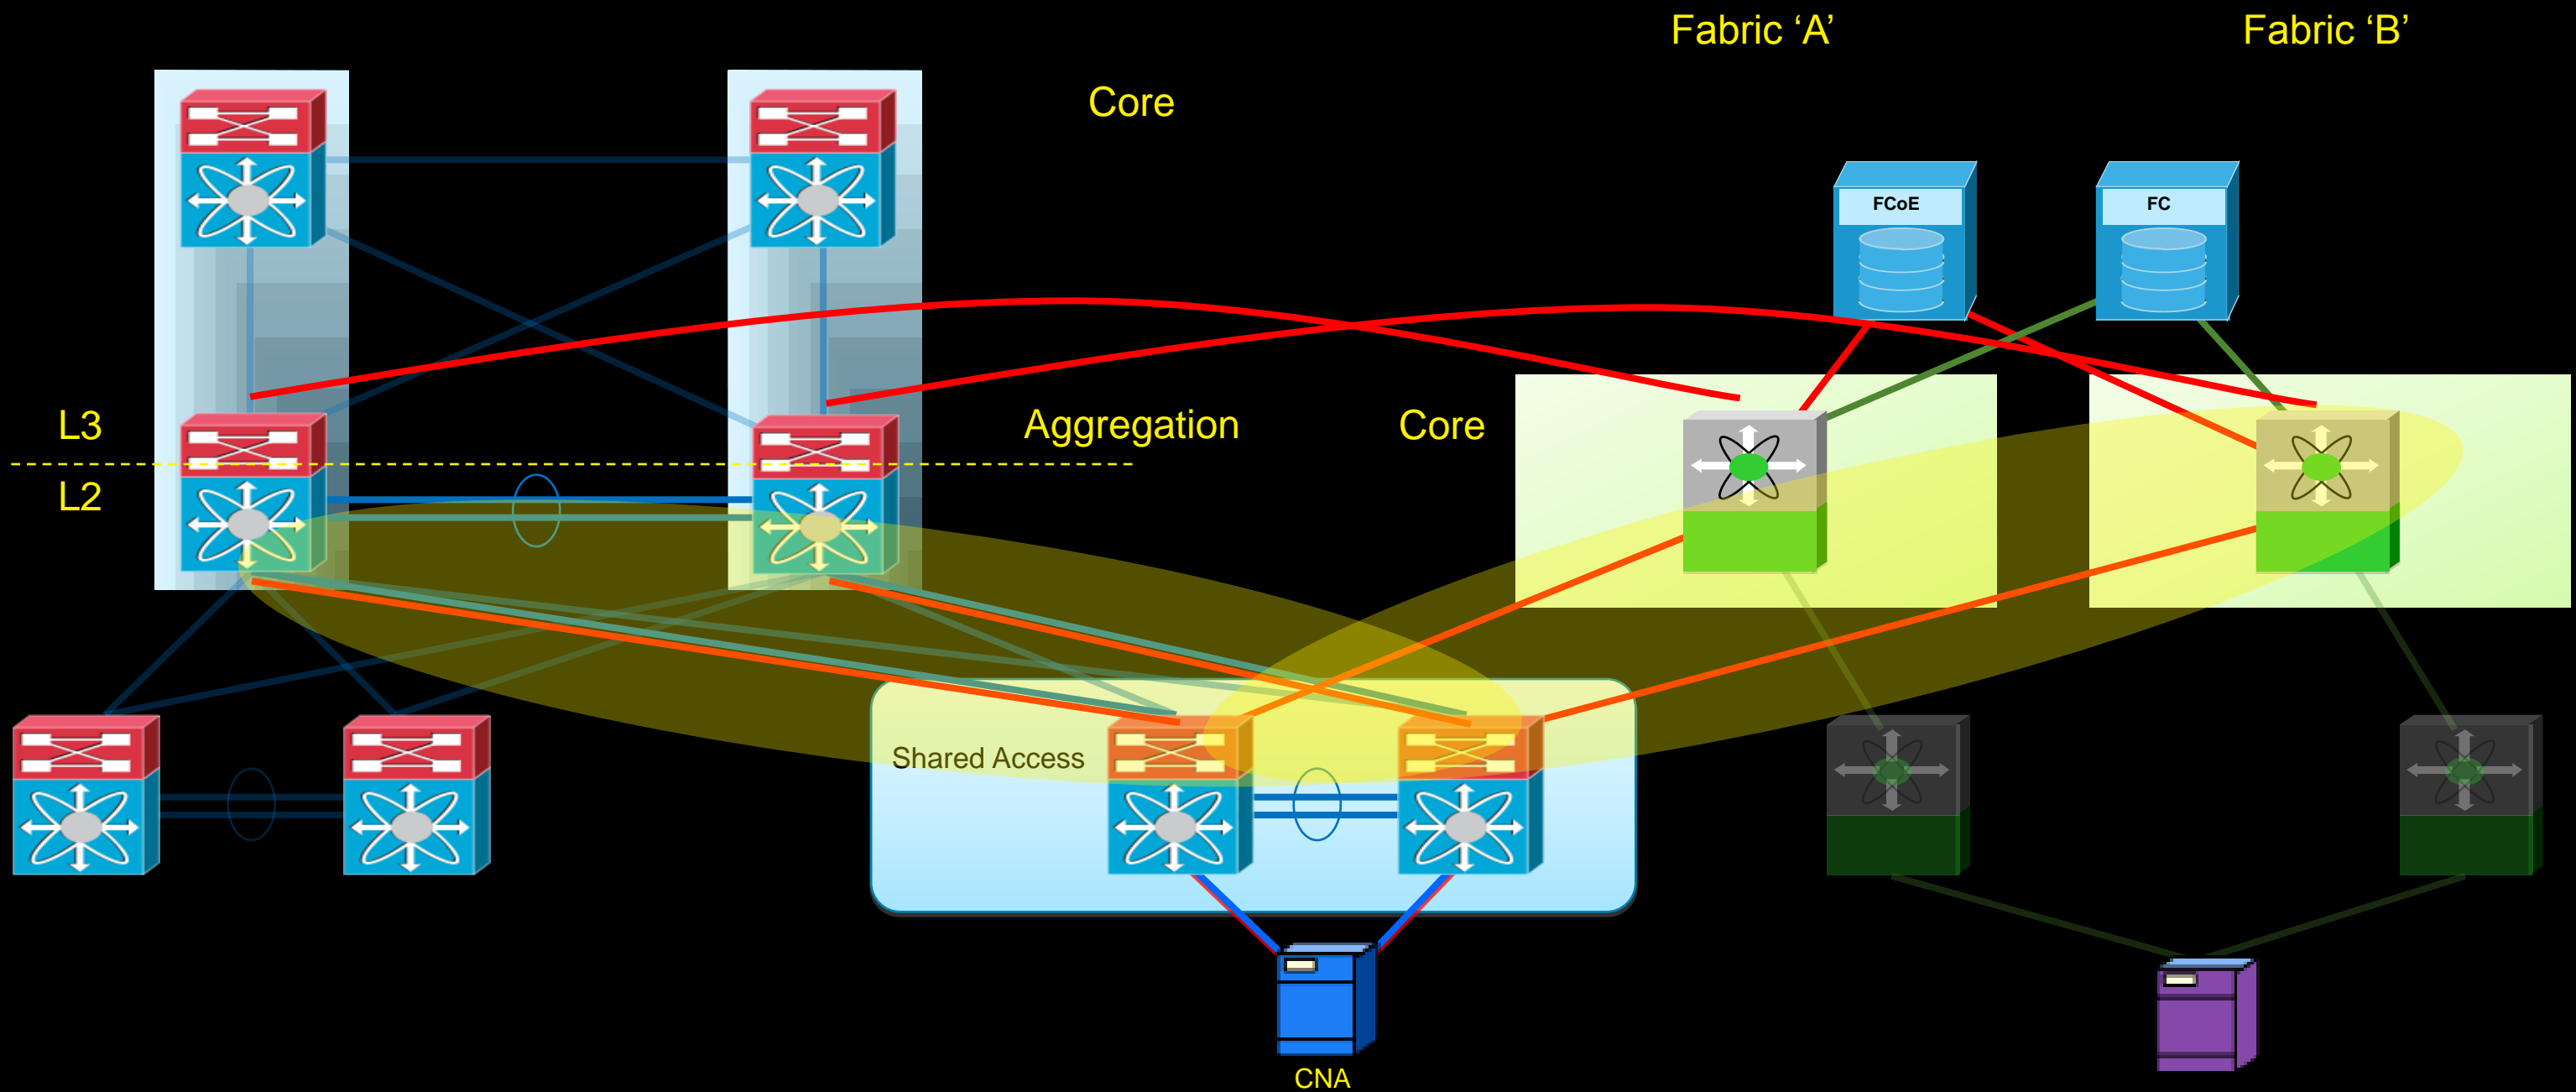 Fabric ‘A’
Fabric ‘B’
Core
FCoE
FC
L3
Aggregation
Core
L2
Shared Access
CNA